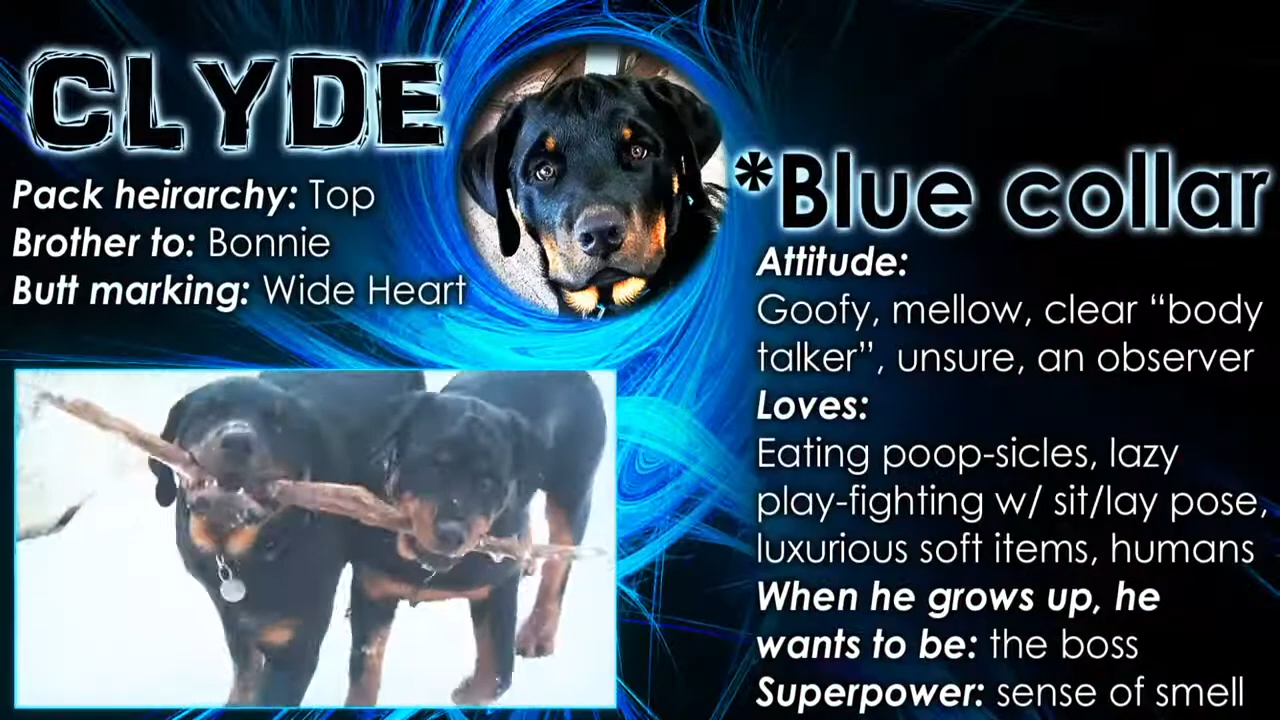 CLYDE
Pack heirarchy: Top
Brother to: Bonnie
Butt marking: Wide Heart
*Blue collar
Attitude:
Goofy, mellow, clear “body
talker”, unsure, an observer
Loves:
Eating poop-sicles, lazy
play-fighting w/ sit/lay pose,
luxurious soft items, humans
When he grows up, he
wants to be: the boss
Superpower: sense of smell